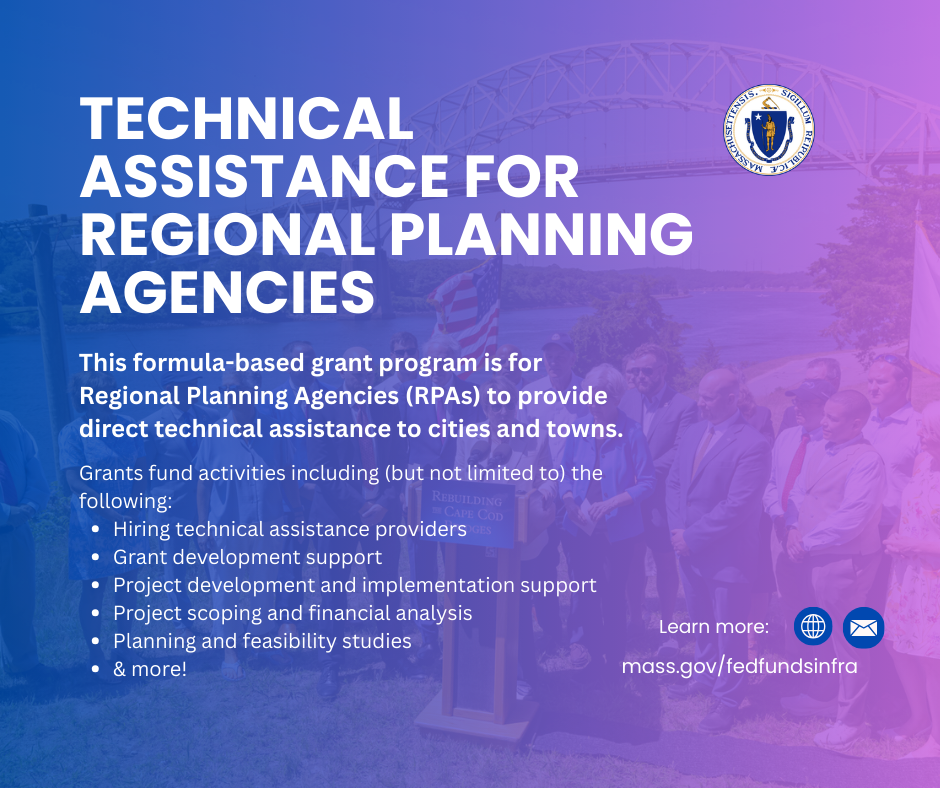 TECHNICAL
ASSISTANCE FOR
REGIONAL PLANNING
AGENCIES
MASSACHUSETTENSIS. SIGILLUM REIPUBLICÆ
This formula-based grant program is for
Regional Planning Agencies (RPAs) to provide
direct technical assistance to cities and towns.
Grants fund activities including (but not limited to) the
following:
• Hiring technical assistance providers
• Grant development support
• Project development and implementation support
• Project scoping and financial analysis
• Planning and feasibility studies
• & more!
REBUILDING
THE CAPE COD
Learn more:
mass.gov/fedfundsinfra